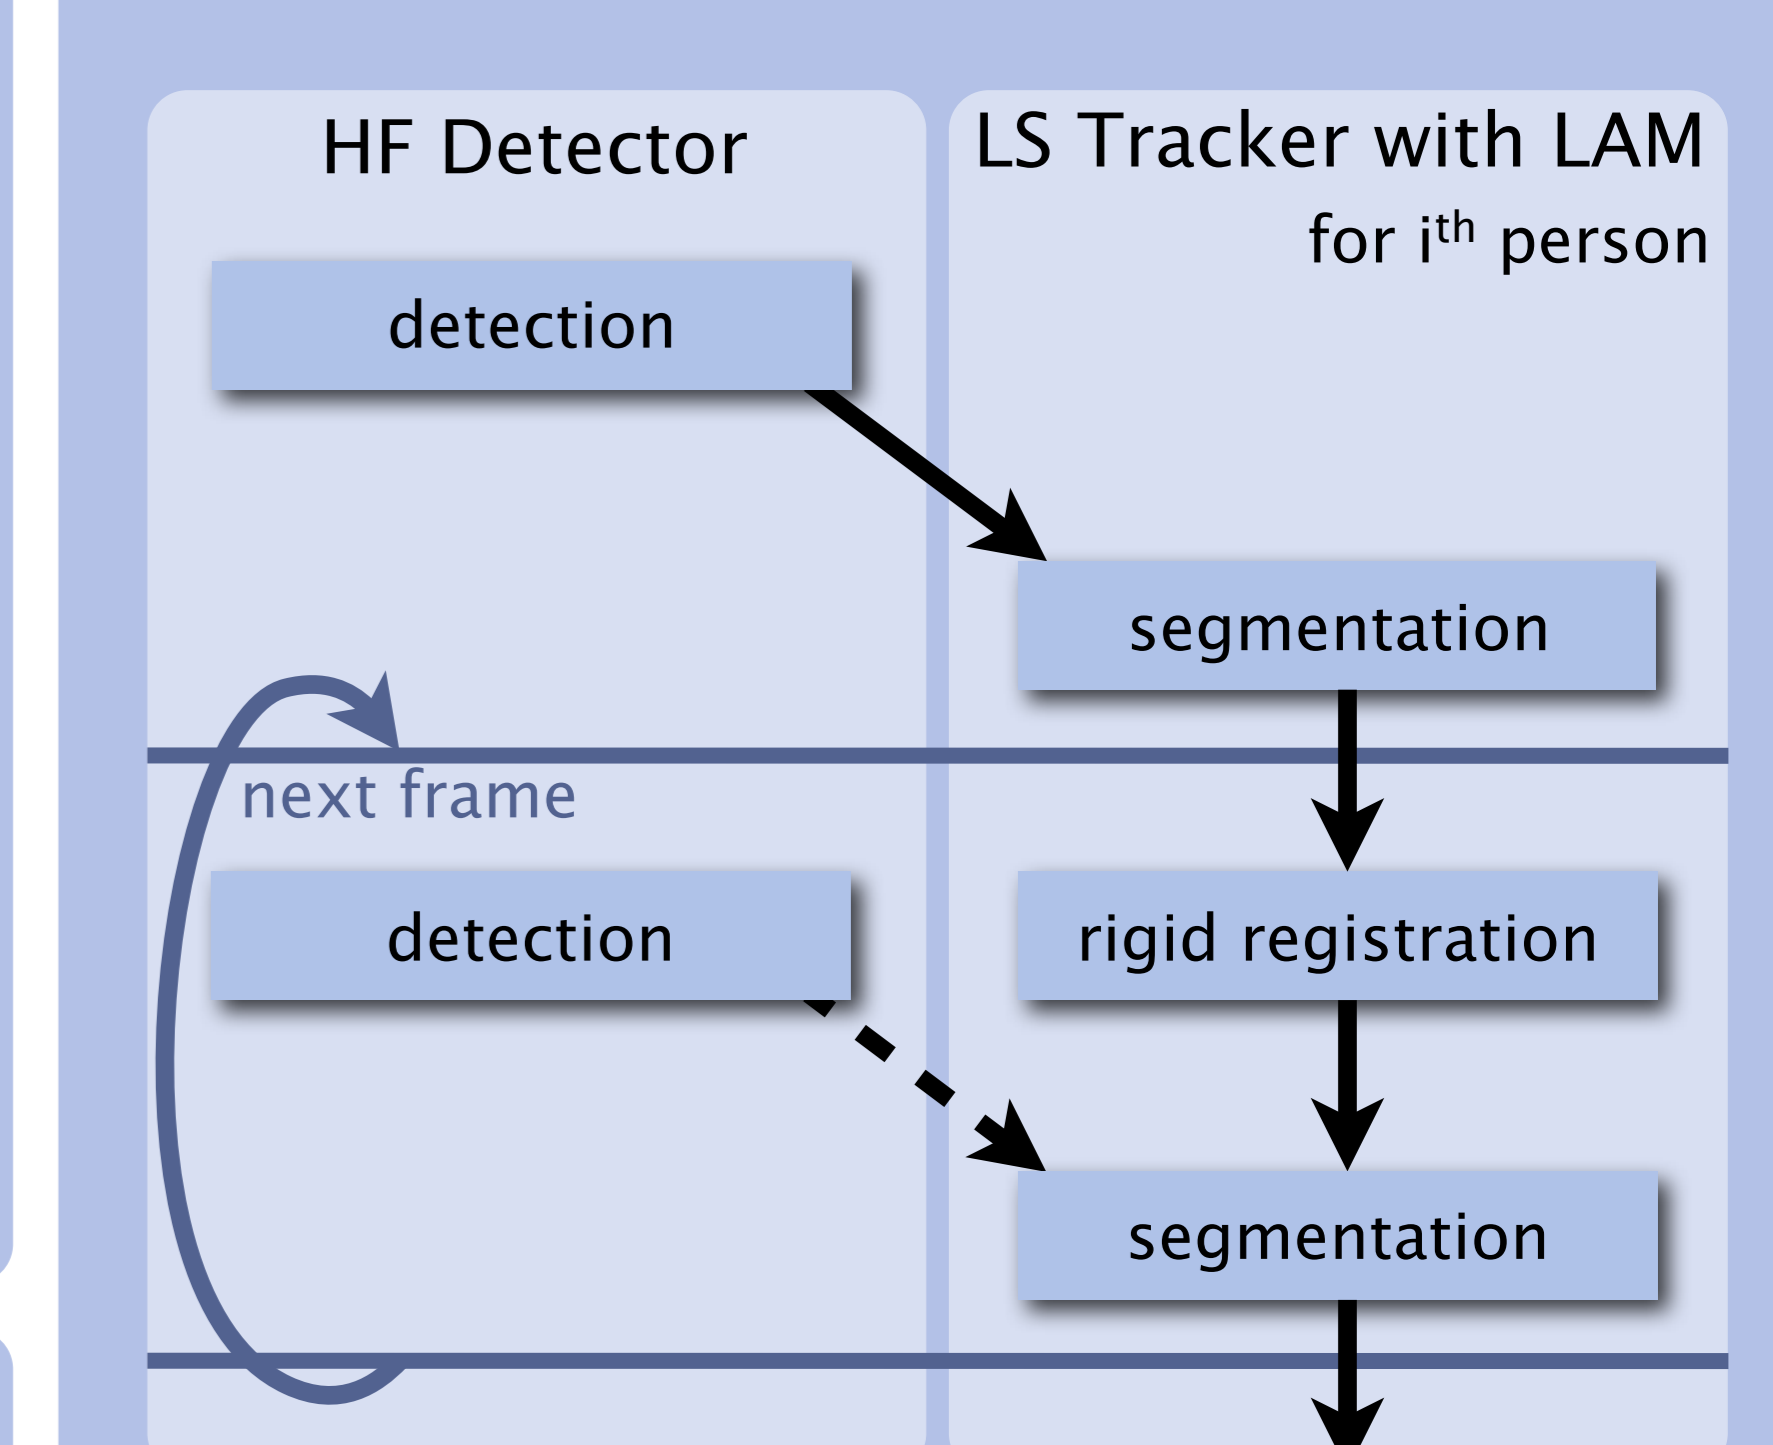 HF Detector
LS Tracker with LAM
for iᵗʰ person
detection
segmentation
next frame
detection
rigid registration
segmentation